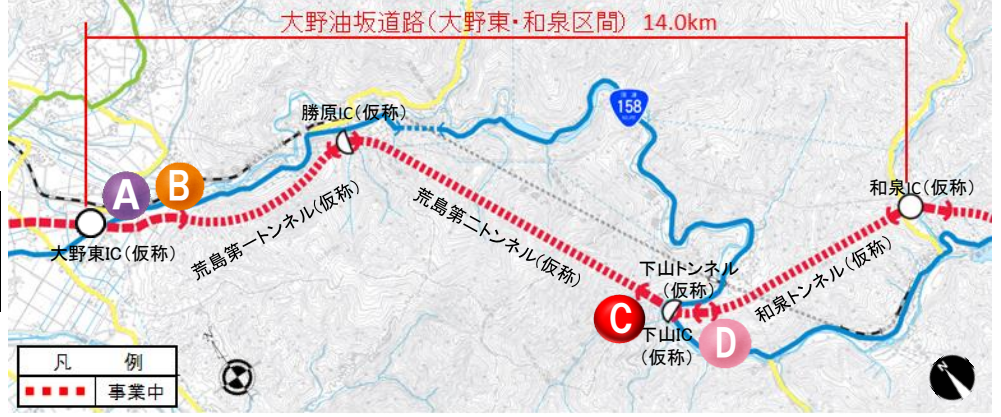 大野油坂道路(大野東・和泉区間) 14.0km
158
勝原IC(仮称)
A
B
和泉IC(仮称)
大野東IC(仮称)
荒島第一トンネル(仮称)
荒島第二トンネル(仮称)
下山トンネル
(仮称)
和泉トンネル(仮称)
C
下山IC
(仮称)
D
凡 例
事業中